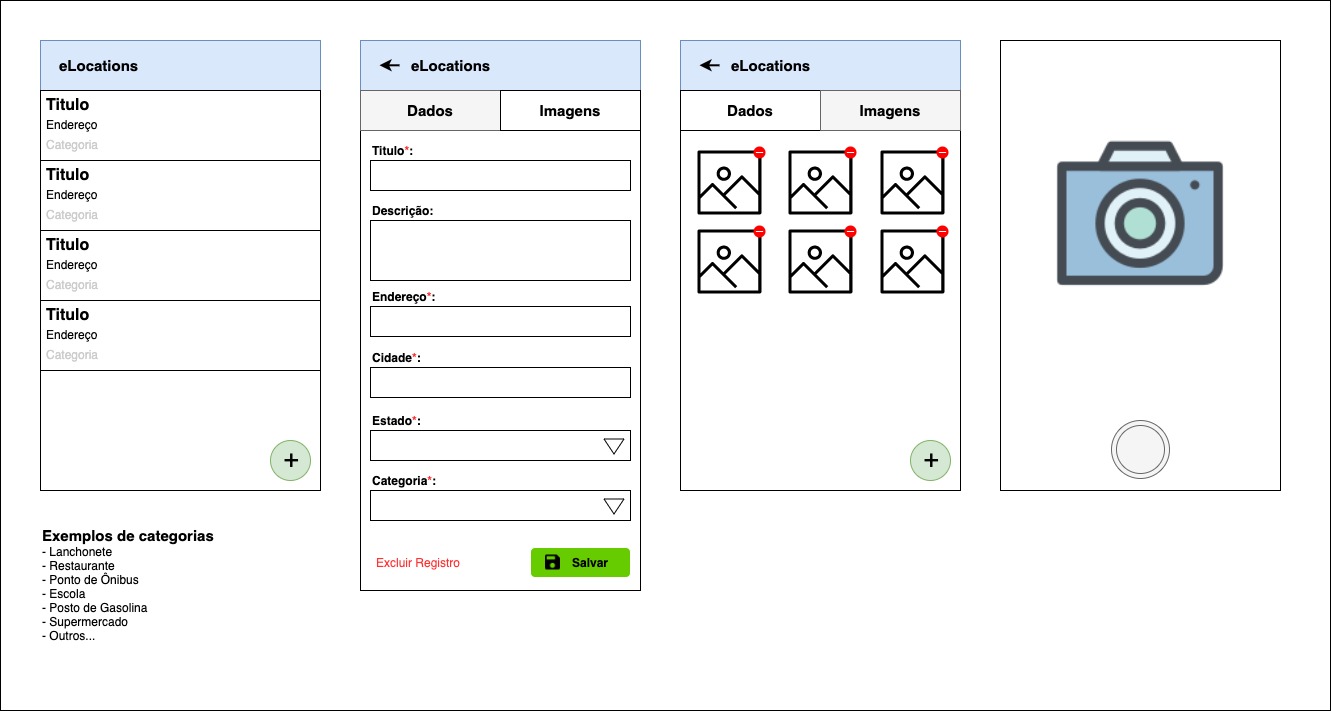 eLocations
Titulo
Endereço
Categoria
Titulo
Endereço
Categoria
Titulo
Endereço
Categoria
Titulo
Endereço
Categoria
+
Exemplos de categorias
- Lanchonete
- Restaurante
- Ponto de Ônibus
- Escola
- Posto de Gasolina
- Supermercado
- Outros...
eLocations
Dados Imagens
Titulo*:
Descrição:
Endereço*:
Cidade*:
Estado*:
Categoria*:
Excluir Registro Salvar
eLocations
Dados Imagens
+